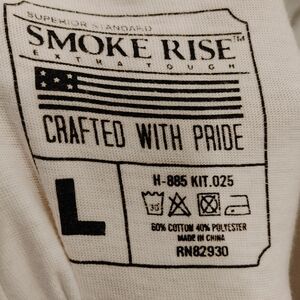 SUPERIOR STANDARD
SMOKE RISE™
EXTRA TOUGH
CRAFTED WITH PRIDE
L
H-885 KIT.025
30
60% COTTON 40% POLYESTER
MADE IN CHINA
RN82930